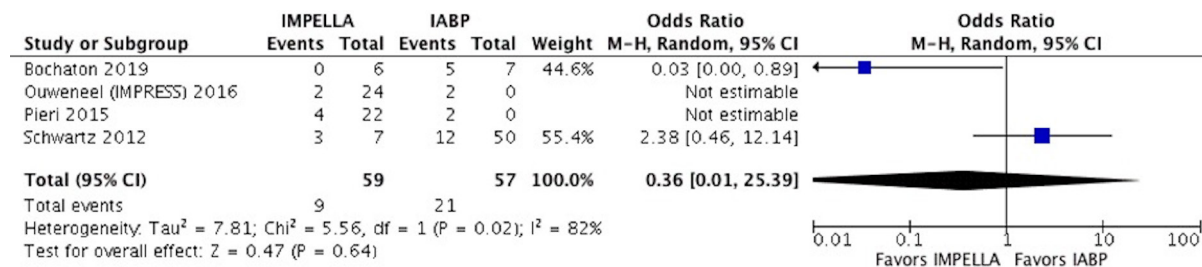 IMPELLA IABP Odds Ratio Odds Ratio
Study or Subgroup Events Total Events Total Weight M-H, Random, 95% CI M-H, Random, 95% CI
Bochaton 2019 0 6 5 7 44.6% 0.03 [0.00, 0.89]
Ouweneel (IMPRESS) 2016 2 24 2 0 Not estimable
Pieri 2015 4 22 2 0 Not estimable
Schwartz 2012 3 7 12 50 55.4% 2.38 [0.46, 12.14]
Total (95% CI) 59 57 100.0% 0.36 [0.01, 25.39]
Total events 9 21
Heterogeneity: Tau² = 7.81; Chi² = 5.56, df = 1 (P = 0.02); I² = 82%
Test for overall effect: Z = 0.47 (P = 0.64)
0.01 0.1 1 10 100
Favors IMPELLA Favors IABP